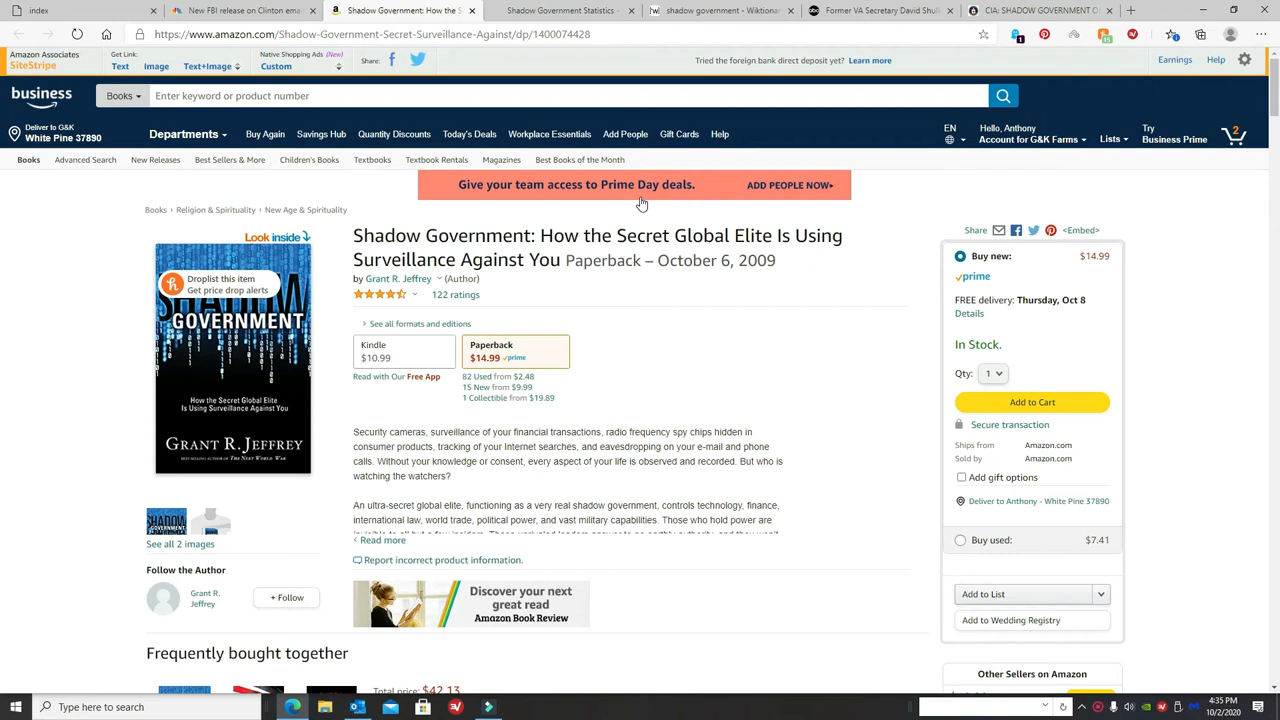 index
New FBI release on Clinton ema
Shadow Government: How the S
Shadow Government Statistics -
shadow government - Wiktiona
Former VA Secretary David Shul
CIA: SHADOW GOVERNMENT
https://www.amazon.com/Shadow-Government-Secret-Surveillance-Against/dp/1400074428
Amazon Associates
SiteStripe
Get Link:
Text Image Text+Image
Native Shopping Ads (New)
Custom
Share:
Tried the foreign bank direct deposit yet? Learn more
Earnings Help
business
Books
Enter keyword or product number
Deliver to G&K
White Pine 37890
Departments Buy Again Savings Hub Quantity Discounts Today's Deals Workplace Essentials Add People Gift Cards Help
EN
Hello, Anthony
Account for G&K Farms
Lists
Try
Business Prime
2
Books Advanced Search New Releases Best Sellers & More Children's Books Textbooks Textbook Rentals Magazines Best Books of the Month
Give your team access to Prime Day deals. ADD PEOPLE NOW▸
Books › Religion & Spirituality › New Age & Spirituality
Look inside
Droplist this item
Get price drop alerts
SHADOW
GOVERNMENT
How the Secret Global Elite
Is Using Surveillance Against You
GRANT R. JEFFREY
BEST-SELLING AUTHOR OF THE NEXT WORLD WAR
See all 2 images
Follow the Author
Grant R.
Jeffrey
+ Follow
Shadow Government: How the Secret Global Elite Is Using
Surveillance Against You Paperback – October 6, 2009
by Grant R. Jeffrey (Author)
122 ratings
› See all formats and editions
Kindle
$10.99
Paperback
$14.99 prime
Read with Our Free App
82 Used from $2.48
15 New from $9.99
1 Collectible from $19.89
Security cameras, surveillance of your financial transactions, radio frequency spy chips hidden in
consumer products, tracking of your Internet searches, and eavesdropping on your e-mail and phone
calls. Without your knowledge or consent, every aspect of your life is observed and recorded. But who is
watching the watchers?
An ultra-secret global elite, functioning as a very real shadow government, controls technology, finance,
international law, world trade, political power, and vast military capabilities. Those who hold power are
Read more
Report incorrect product information.
Discover your next
great read
Amazon Book Review
Share <Embed>
Buy new: $14.99
prime
FREE delivery: Thursday, Oct 8
Details
In Stock.
Qty: 1
Add to Cart
Secure transaction
Ships from Amazon.com
Sold by Amazon.com
Add gift options
Deliver to Anthony - White Pine 37890
Buy used: $7.41
Add to List
Add to Wedding Registry
Other Sellers on Amazon
Frequently bought together
Total price: $42.13
Type here to search
4:35 PM
10/2/2020